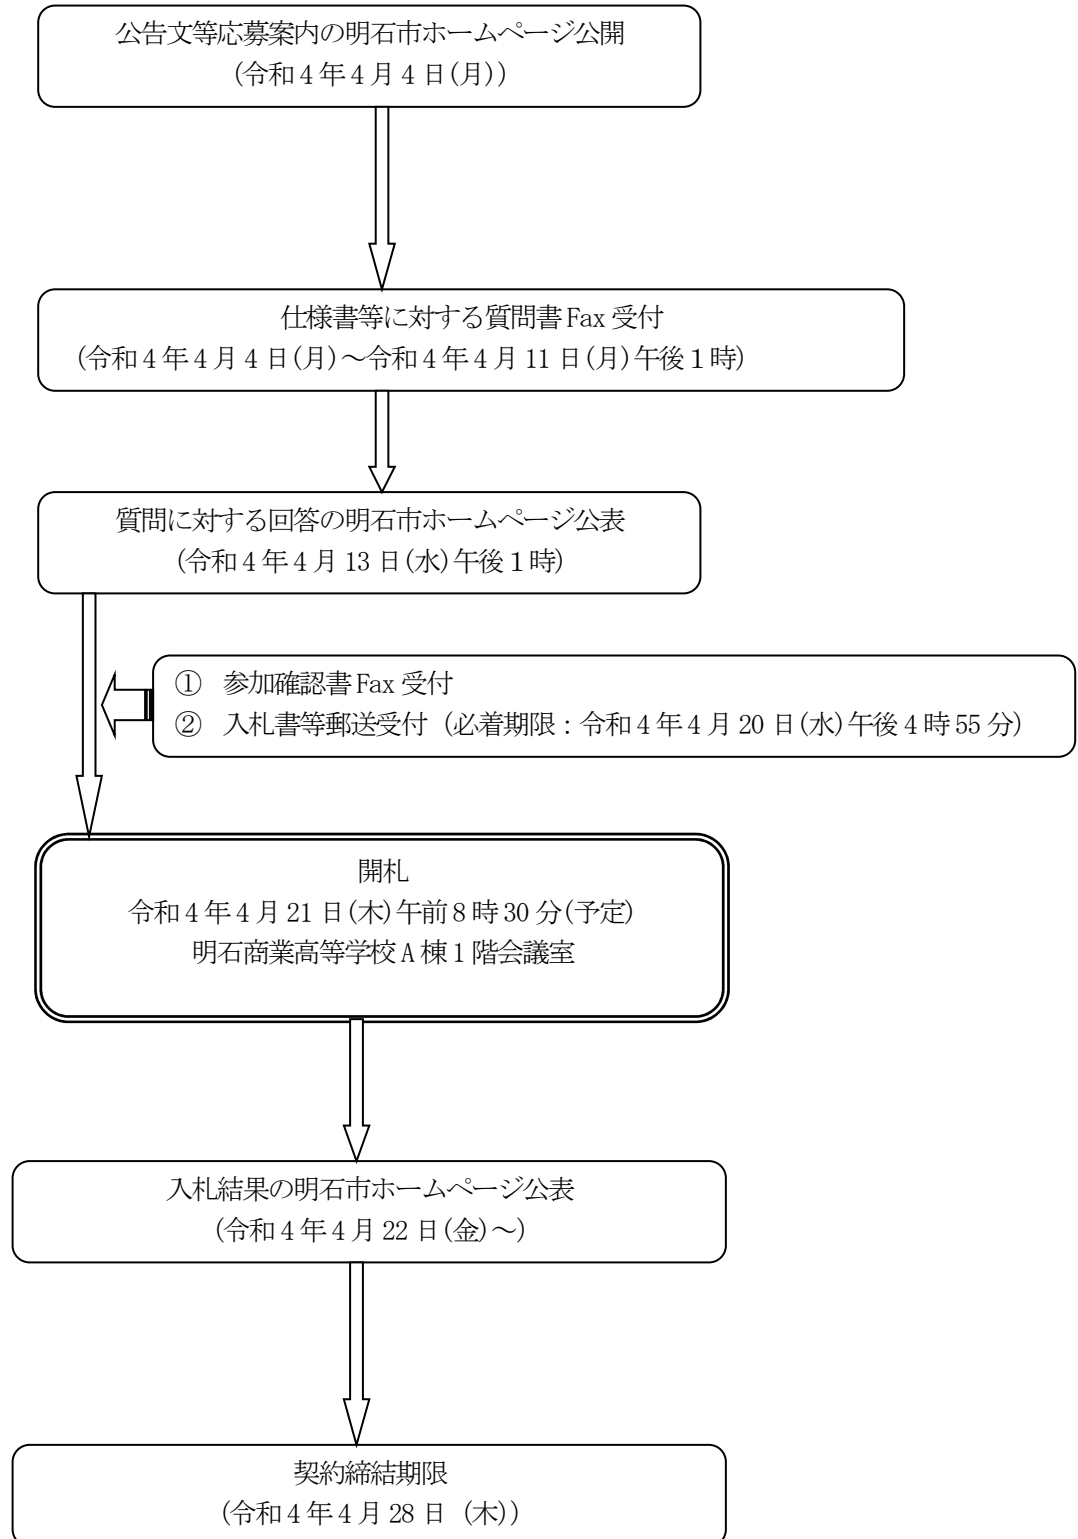 公告文等応募案内の明石市ホームページ公開
(令和4年4月4日(月))
仕様書等に対する質問書Fax受付
(令和4年4月4日(月)～令和4年4月11日(月)午後1時)
質問に対する回答の明石市ホームページ公表
(令和4年4月13日(水)午後1時)
① 参加確認書Fax受付
② 入札書等郵送受付 (必着期限：令和4年4月20日(水)午後4時55分)
開札
令和4年4月21日(木)午前8時30分(予定)
明石商業高等学校A棟1階会議室
入札結果の明石市ホームページ公表
(令和4年4月22日(金)～)
契約締結期限
(令和4年4月28日 (木))